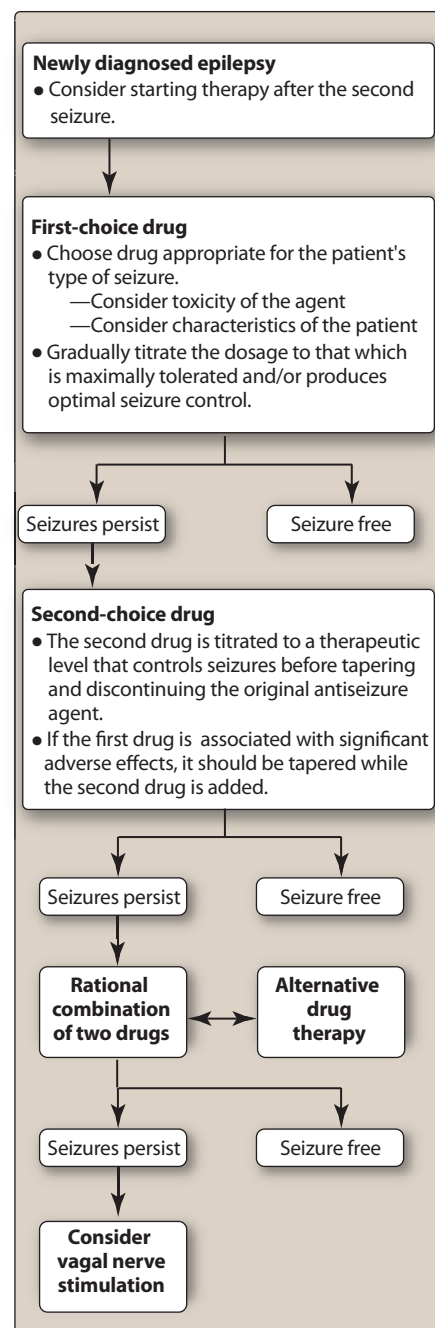 Newly diagnosed epilepsy
• Consider starting therapy after the second
seizure.
First-choice drug
• Choose drug appropriate for the patient's
type of seizure.
—Consider toxicity of the agent
—Consider characteristics of the patient
• Gradually titrate the dosage to that which
is maximally tolerated and/or produces
optimal seizure control.
Seizures persist
Seizure free
Second-choice drug
• The second drug is titrated to a therapeutic
level that controls seizures before tapering
and discontinuing the original antiseizure
agent.
• If the first drug is associated with significant
adverse effects, it should be tapered while
the second drug is added.
Seizures persist
Seizure free
Rational
combination
of two drugs
Alternative
drug
therapy
Seizures persist
Seizure free
Consider
vagal nerve
stimulation